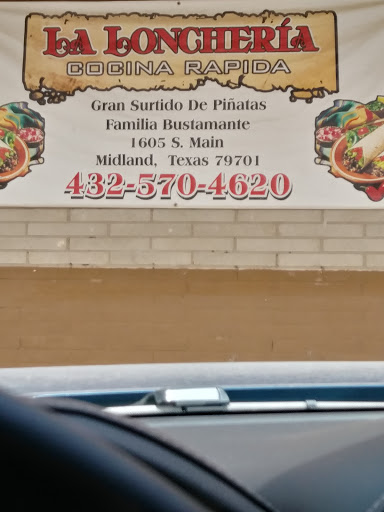 LA LONCHERÍA
COCINA RAPIDA
Gran Surtido De Piñatas
Familia Bustamante
1605 S. Main
Midland, Texas 79701
432-570-4620